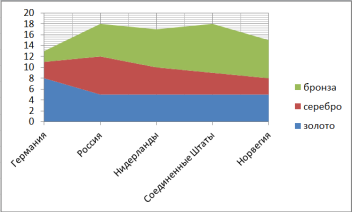 20
18
16
14
12
10
8
6
4
2
0
Германия
Россия
Нидерланды
Соединенные Штаты
Норвегия
бронза
серебро
золото